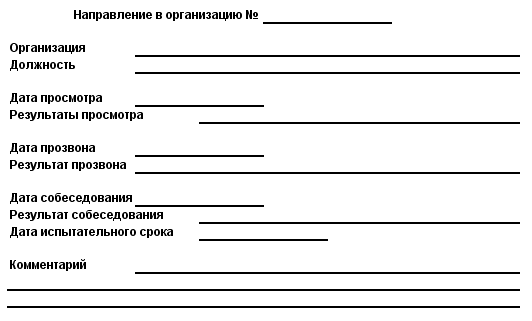 Направление в организацию №
Организация
Должность
Дата просмотра
Результаты просмотра
Дата прозвона
Результат прозвона
Дата собеседования
Результат собеседования
Дата испытательного срока
Комментарий